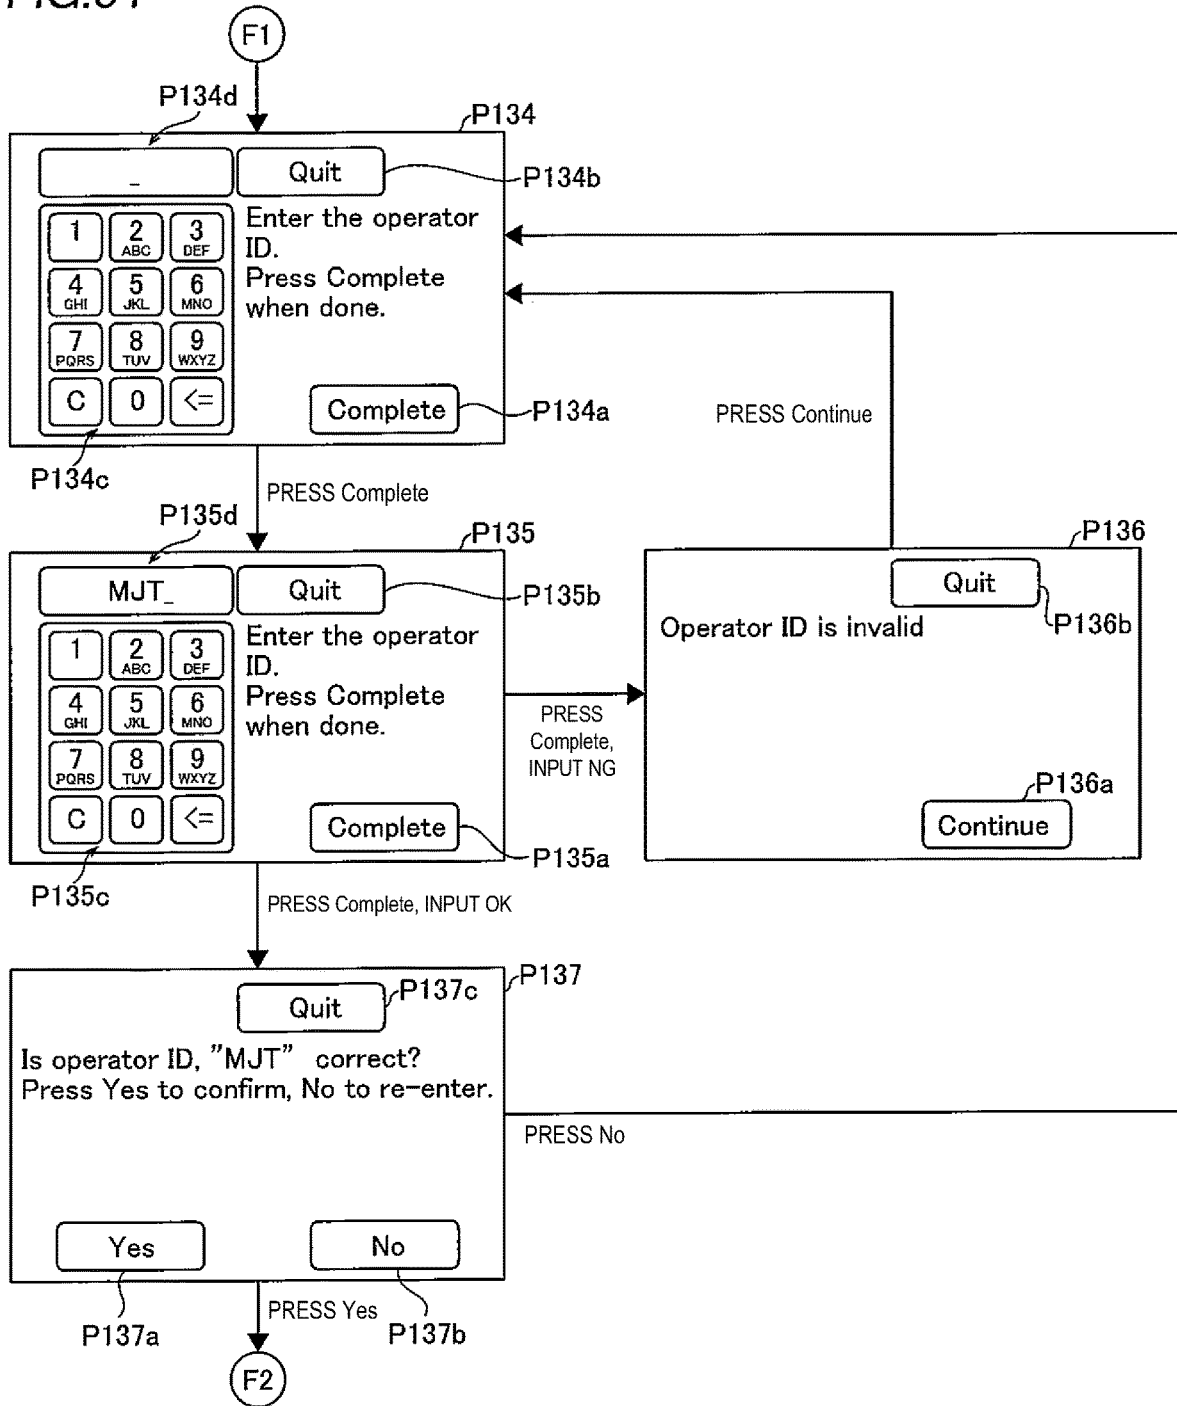 F1
P134d
P134
_
Quit
P134b
1
2
3
ABC
DEF
4
5
6
GHI
JKL
MNO
7
8
9
PQRS
TUV
WXYZ
C
0
<=
Enter the operator
ID.
Press Complete
when done.
Complete
P134a
P134c
PRESS Continue
PRESS Complete
P135d
P135
MJT_
Quit
P135b
1
2
3
ABC
DEF
4
5
6
GHI
JKL
MNO
7
8
9
PQRS
TUV
WXYZ
C
0
<=
Enter the operator
ID.
Press Complete
when done.
Complete
P135a
P135c
PRESS
Complete,
INPUT NG
P136
Quit
P136b
Operator ID is invalid
P136a
Continue
PRESS Complete, INPUT OK
P137
Quit
P137c
Is operator ID, "MJT" correct?
Press Yes to confirm, No to re-enter.
PRESS No
Yes
No
P137a
PRESS Yes
P137b
F2